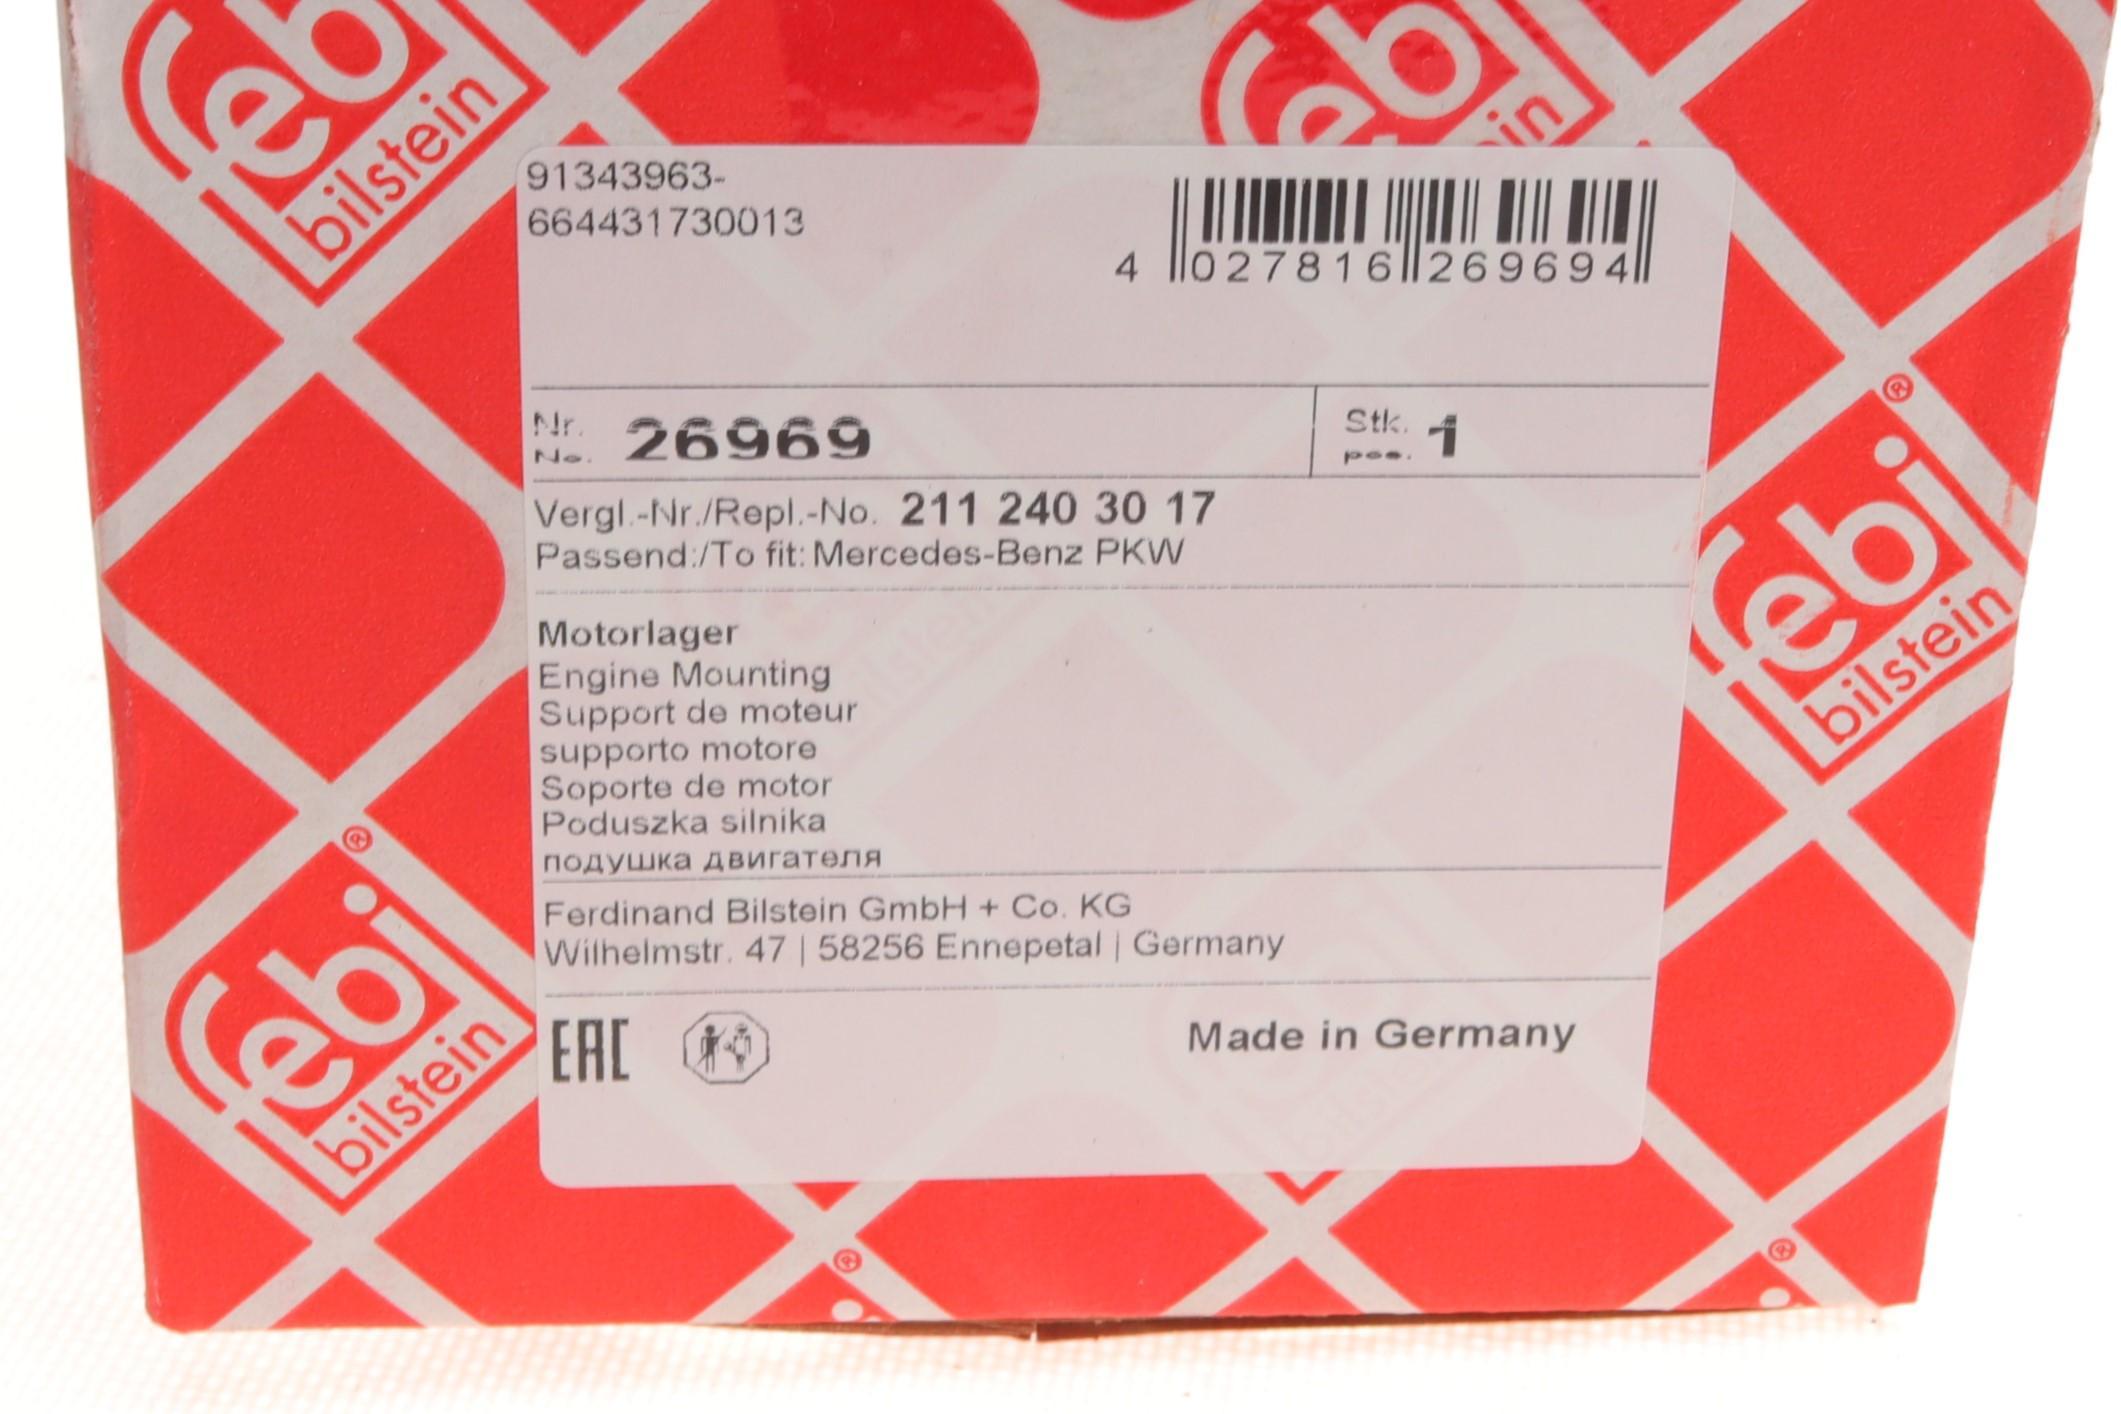 febi
bilstein
febi
bilstein
91343963-
664431730013
4 027816 269694
Nr.
No. 26969
Stk.
pcs. 1
Vergl.-Nr./Repl.-No. 211 240 30 17
Passend:/To fit: Mercedes-Benz PKW
Motorlager
Engine Mounting
Support de moteur
supporto motore
Soporte de motor
Poduszka silnika
подушка двигателя
Ferdinand Bilstein GmbH + Co. KG
Wilhelmstr. 47 | 58256 Ennepetal | Germany
EAC
Made in Germany
®
febi
bilstein
®
febi
bilstein
®
®